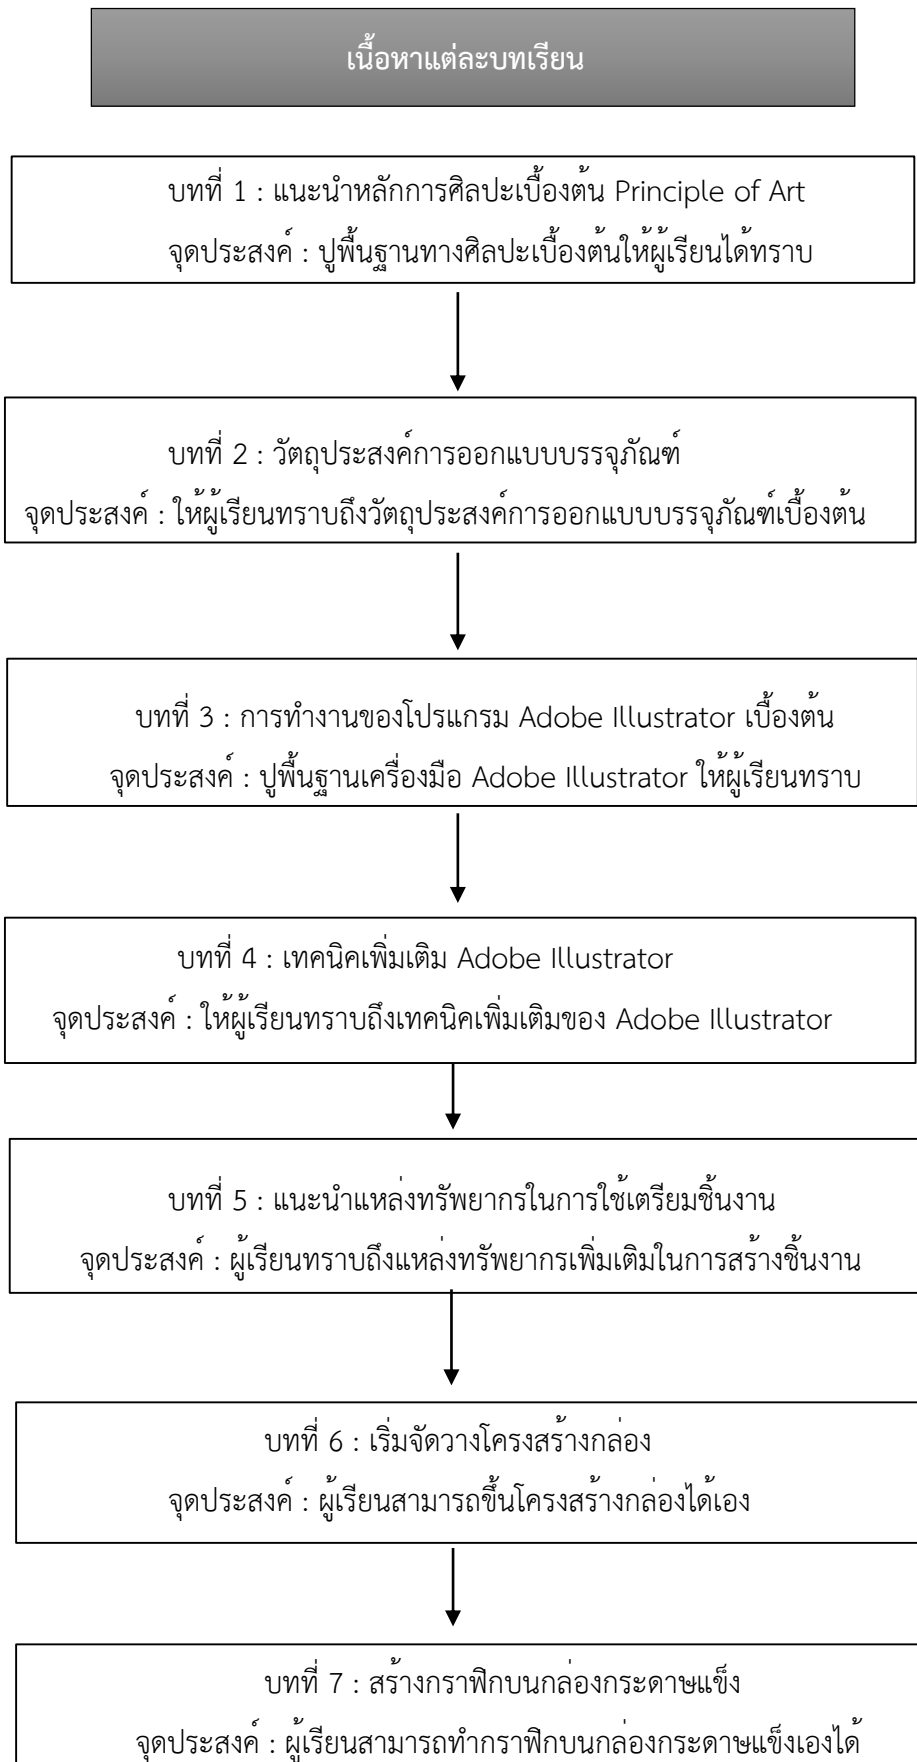 เนื้อหาแต่ละบทเรียน
บทที่ 1 : แนะนำหลักการศิลปะเบื้องต้น Principle of Art
จุดประสงค์ : ปูพื้นฐานทางศิลปะเบื้องต้นให้ผู้เรียนได้ทราบ
บทที่ 2 : วัตถุประสงค์การออกแบบบรรจุภัณฑ์
จุดประสงค์ : ให้ผู้เรียนทราบถึงวัตถุประสงค์การออกแบบบรรจุภัณฑ์เบื้องต้น
บทที่ 3 : การทำงานของโปรแกรม Adobe Illustrator เบื้องต้น
จุดประสงค์ : ปูพื้นฐานเครื่องมือ Adobe Illustrator ให้ผู้เรียนทราบ
บทที่ 4 : เทคนิคเพิ่มเติม Adobe Illustrator
จุดประสงค์ : ให้ผู้เรียนทราบถึงเทคนิคเพิ่มเติมของ Adobe Illustrator
บทที่ 5 : แนะนำแหล่งทรัพยากรในการใช้เตรียมชิ้นงาน
จุดประสงค์ : ผู้เรียนทราบถึงแหล่งทรัพยากรเพิ่มเติมในการสร้างชิ้นงาน
บทที่ 6 : เริ่มจัดวางโครงสร้างกล่อง
จุดประสงค์ : ผู้เรียนสามารถขึ้นโครงสร้างกล่องได้เอง
บทที่ 7 : สร้างกราฟิกบนกล่องกระดาษแข็ง
จุดประสงค์ : ผู้เรียนสามารถทำกราฟิกบนกล่องกระดาษแข็งเองได้